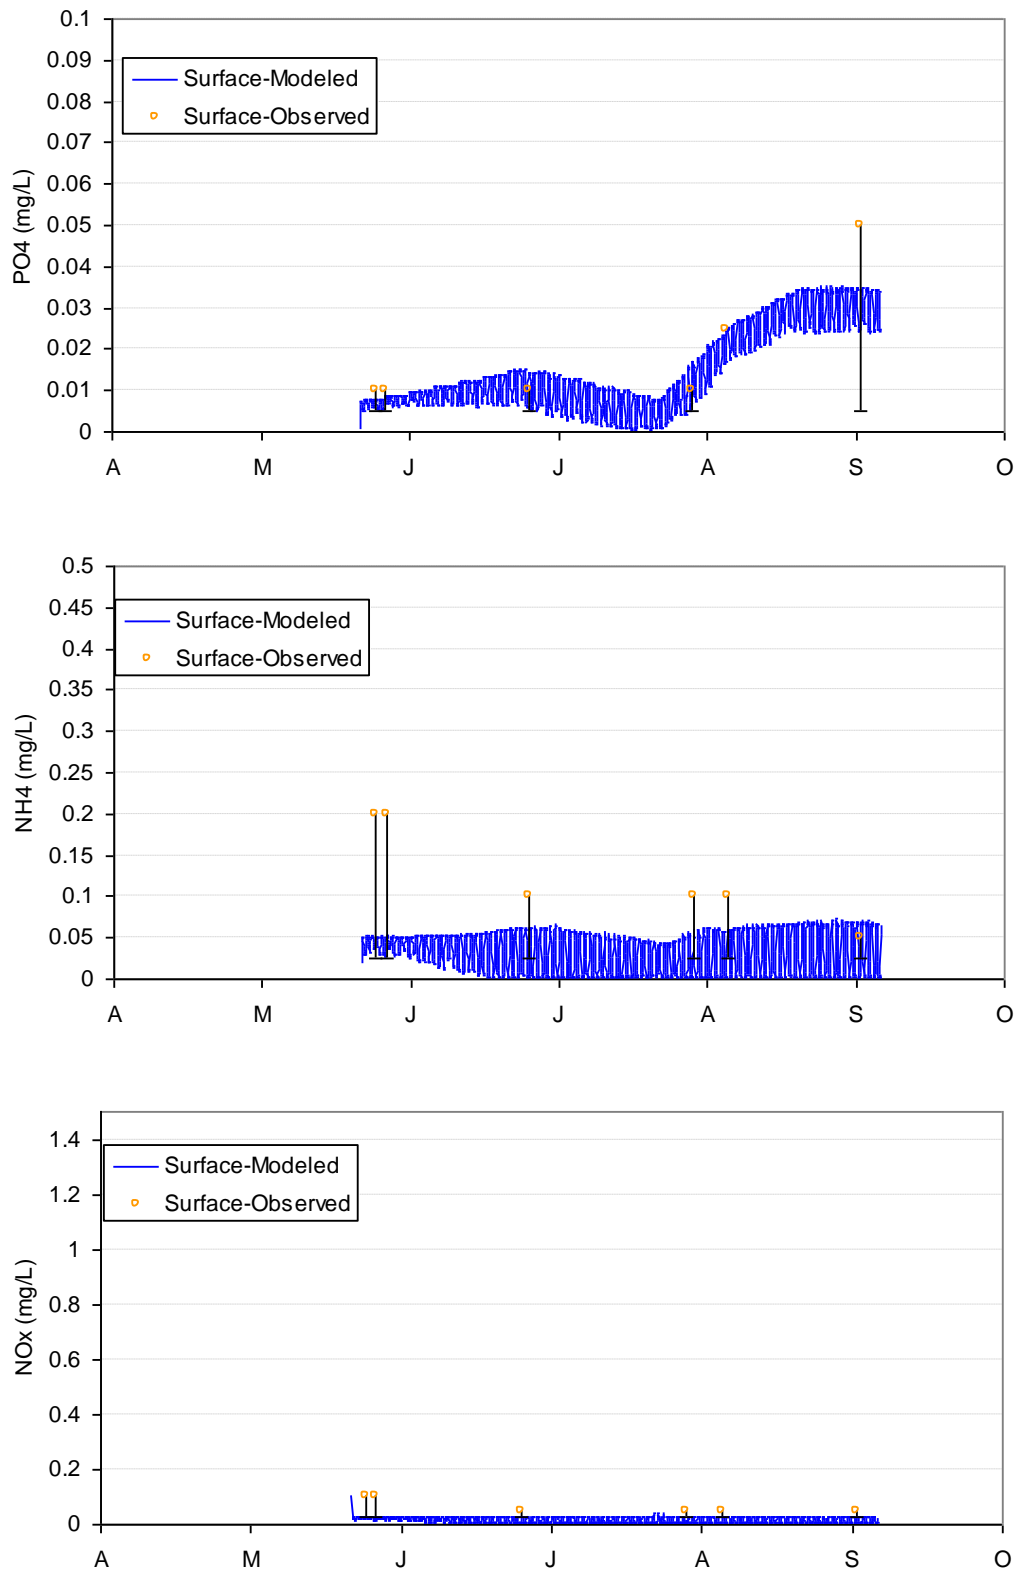 0.1
0.09
0.08
0.07
0.06
0.05
0.04
0.03
0.02
0.01
0
PO4 (mg/L)
Surface-Modeled
Surface-Observed
A M J J A S O
0.5
0.45
0.4
0.35
0.3
0.25
0.2
0.15
0.1
0.05
0
NH4 (mg/L)
Surface-Modeled
Surface-Observed
A M J J A S O
1.4
1.2
1
0.8
0.6
0.4
0.2
0
NOx (mg/L)
Surface-Modeled
Surface-Observed
A M J J A S O